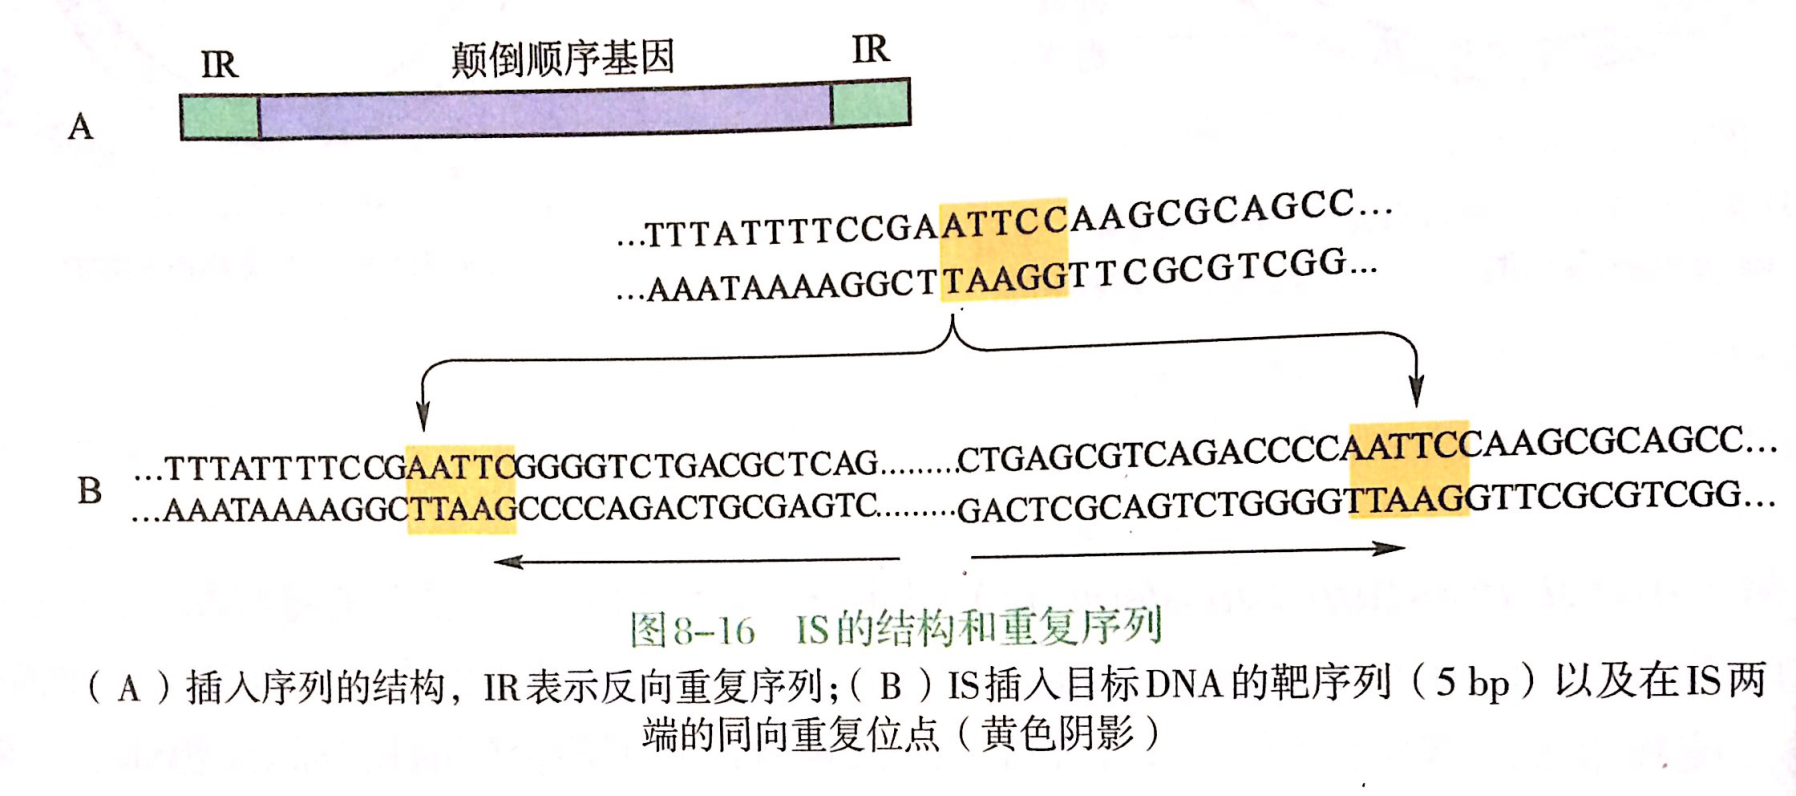 IR 颠倒顺序基因 IR
A
...TTTATTTTCCGAATTCCAAGCGCAGCC...
...AAATAAAAGGCTTAAGGTTCGCGTCGG...
B
...TTTATTTTCCGAATTCGGGGTCTGACGCTCAG.........CTGAGCGTCAGACCCCAATTCCAAGCGCAGCC...
...AAATAAAAGGCTTAAGCCCCAGACTGCGAGTC.........GACTCGCAGTCTGGGGTTAAGGTTCGCGTCGG...
图8-16 IS的结构和重复序列
(A)插入序列的结构,IR表示反向重复序列;(B)IS插入目标DNA的靶序列(5 bp)以及在IS两
端的同向重复位点(黄色阴影)